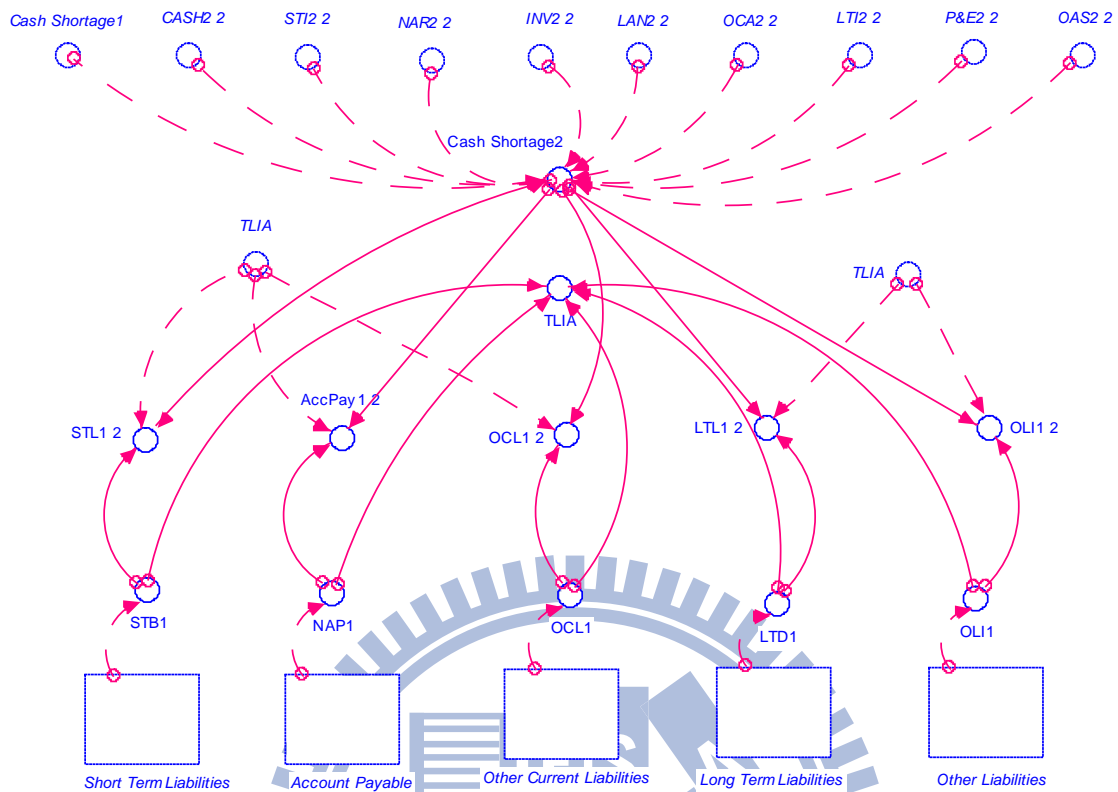 Cash Shortage1
CASH2 2
STI2 2
NAR2 2
INV2 2
LAN2 2
OCA2 2
LTI2 2
P&E2 2
OAS2 2
Cash Shortage2
TLIA
TLIA
TLIA
STL1 2
AccPay1 2
OCL1 2
LTL1 2
OLI1 2
STB1
NAP1
OCL1
LTD1
OLI1
Short Term Liabilities
Account Payable
Other Current Liabilities
Long Term Liabilities
Other Liabilities